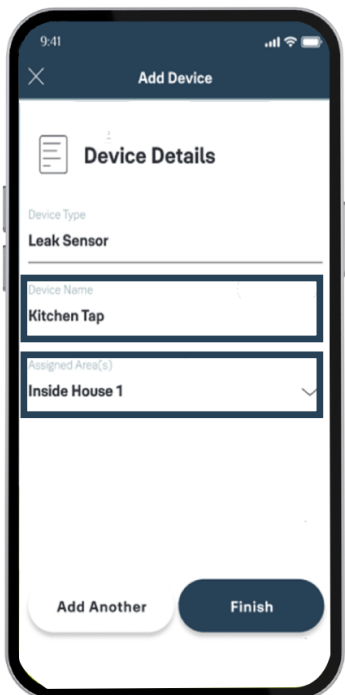 9:41
Add Device
Device Details
Device Type
Leak Sensor
Device Name
Kitchen Tap
Assigned Area(s)
Inside House 1
Add Another
Finish